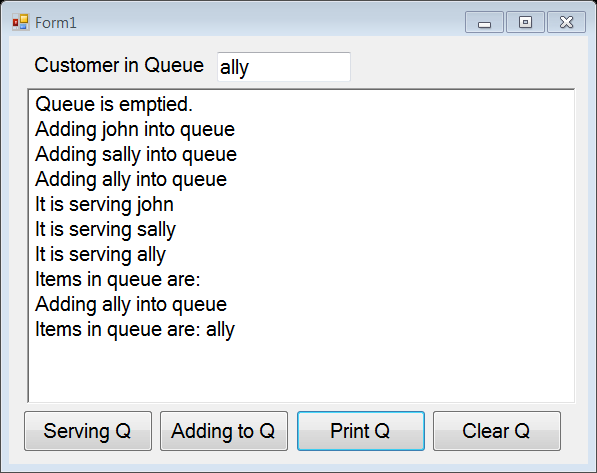 Form1
Customer in Queue ally
Queue is emptied.
Adding john into queue
Adding sally into queue
Adding ally into queue
It is serving john
It is serving sally
It is serving ally
Items in queue are:
Adding ally into queue
Items in queue are: ally
Serving Q Adding to Q Print Q Clear Q